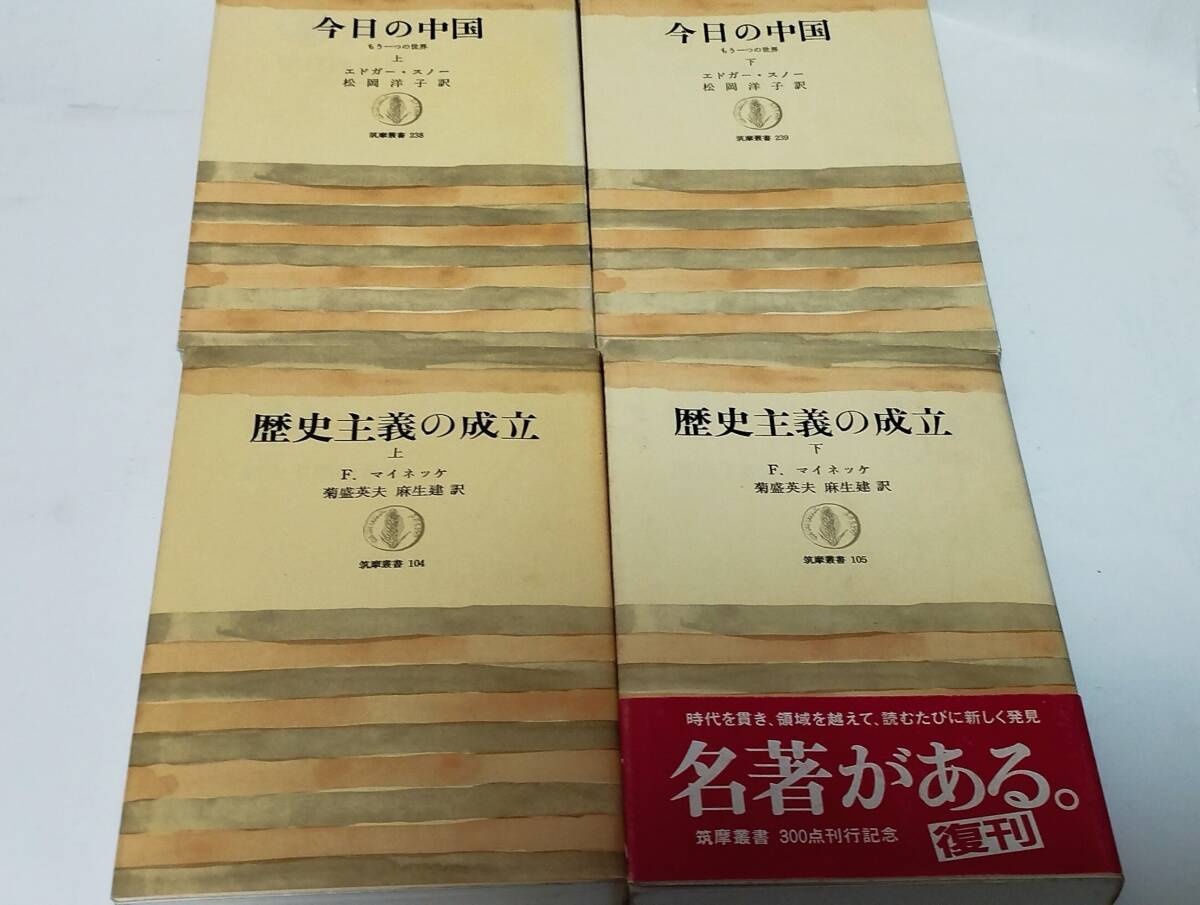 今日の中国
もう一つの世界
上
エドガー・スノー
松岡洋子訳
筑摩叢書 238
今日の中国
もう一つの世界
下
エドガー・スノー
松岡洋子訳
筑摩叢書 239
歴史主義の成立
上
F. マイネッケ
菊盛英夫 麻生建 訳
筑摩叢書 104
歴史主義の成立
下
F. マイネッケ
菊盛英夫 麻生建 訳
筑摩叢書 105
時代を貫き、領域を越えて、読むたびに新しく発見
名著がある。
筑摩叢書 300点刊行記念
復刊